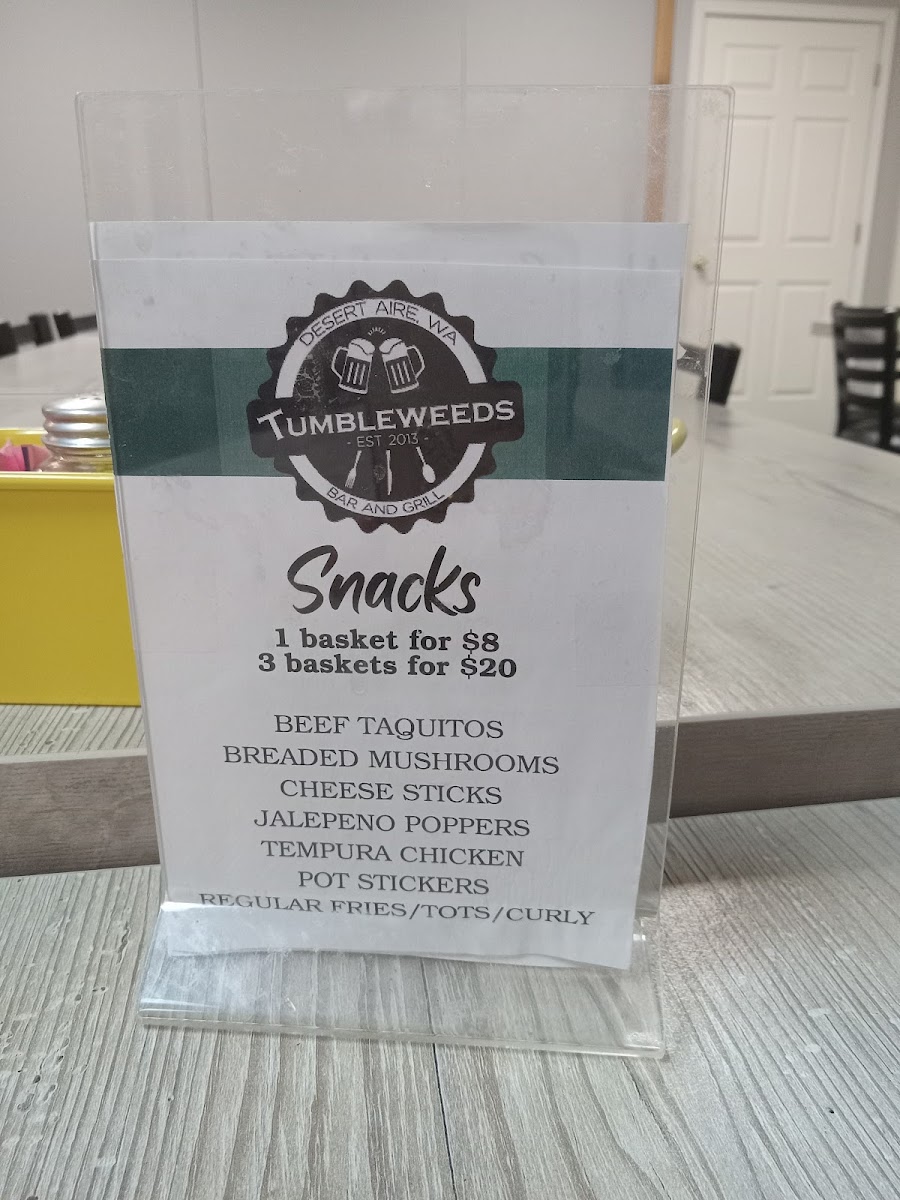 DESERT AIRE, WA
TUMBLEWEEDS
- EST 2013 -
BAR AND GRILL
Snacks
1 basket for $8
3 baskets for $20
BEEF TAQUITOS
BREADED MUSHROOMS
CHEESE STICKS
JALEPENO POPPERS
TEMPURA CHICKEN
POT STICKERS
REGULAR FRIES/TOTS/CURLY